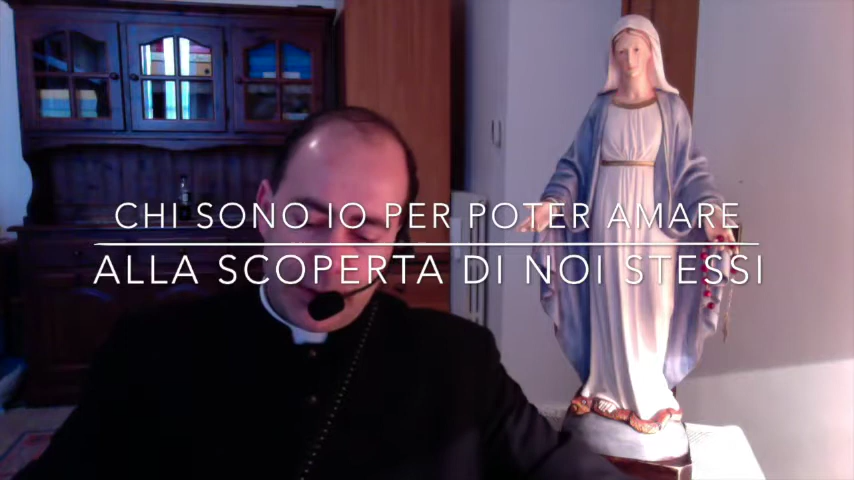 CHI SONO IO PER POTER AMARE
ALLA SCOPERTA DI NOI STESSI